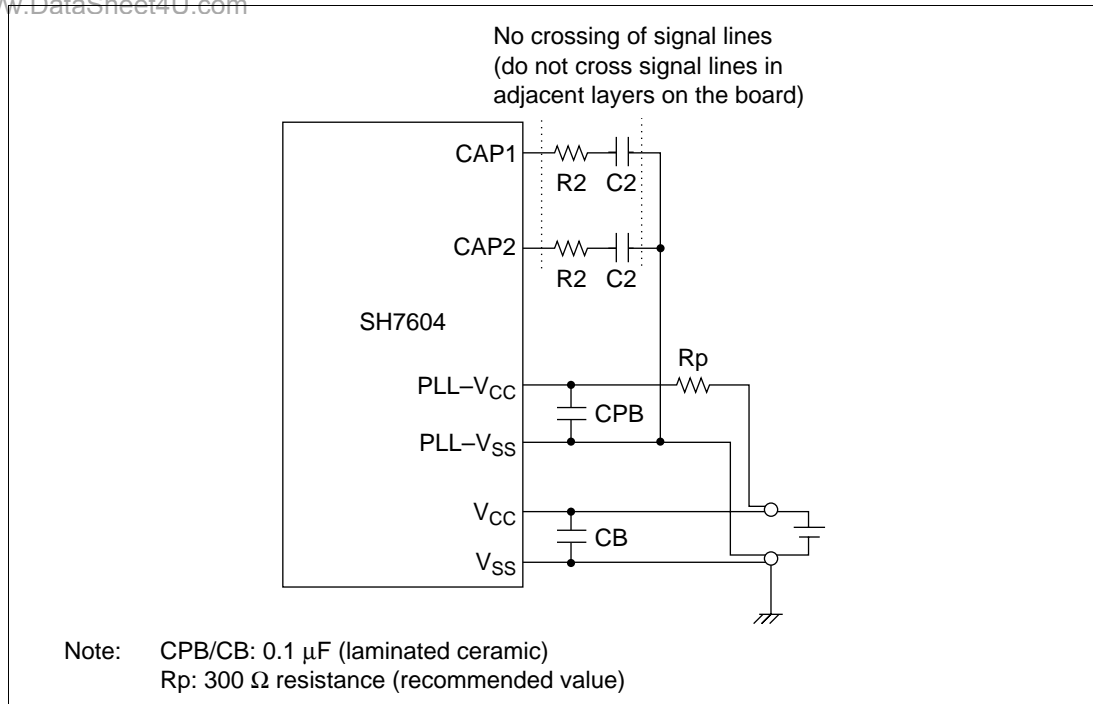 w.DataSheet4U.com
No crossing of signal lines
(do not cross signal lines in
adjacent layers on the board)
CAP1
R2 C2
CAP2
R2 C2
SH7604
Rp
PLL–VCC
CPB
PLL–VSS
VCC
CB
VSS
Note: CPB/CB: 0.1 μF (laminated ceramic)
Rp: 300 Ω resistance (recommended value)